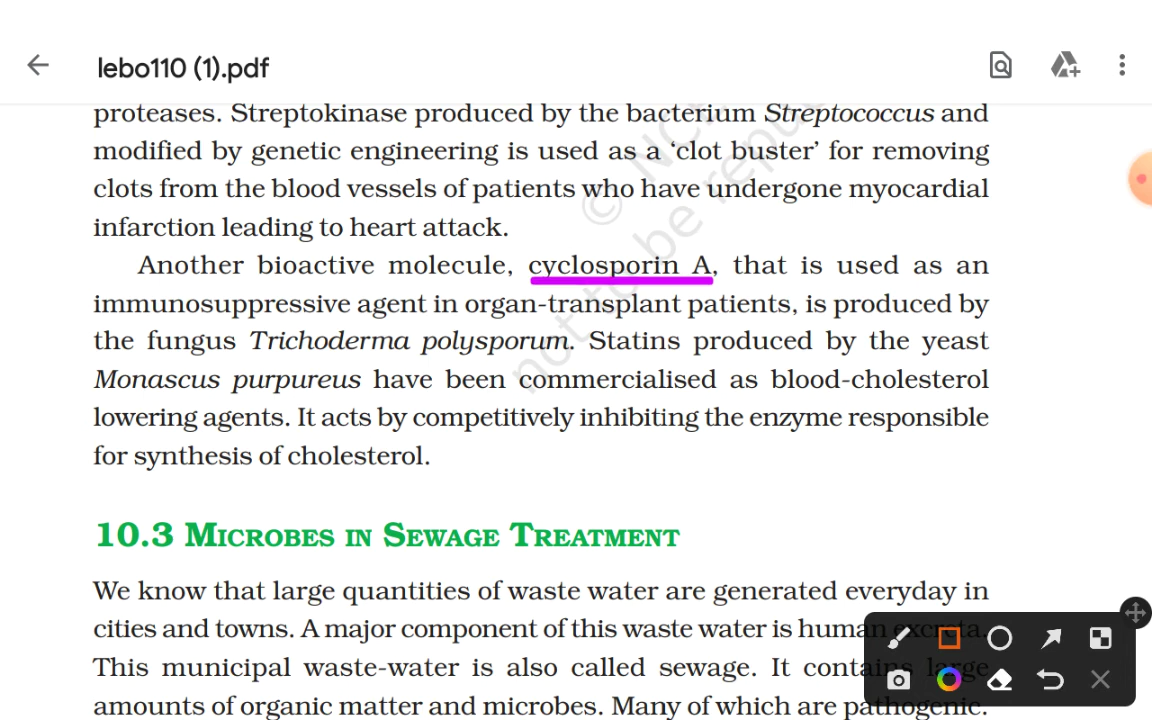 lebo110 (1).pdf
proteases. Streptokinase produced by the bacterium Streptococcus and
modified by genetic engineering is used as a ‘clot buster’ for removing
clots from the blood vessels of patients who have undergone myocardial
infarction leading to heart attack.
Another bioactive molecule, cyclosporin A, that is used as an
immunosuppressive agent in organ-transplant patients, is produced by
the fungus Trichoderma polysporum. Statins produced by the yeast
Monascus purpureus have been commercialised as blood-cholesterol
lowering agents. It acts by competitively inhibiting the enzyme responsible
for synthesis of cholesterol.
10.3 MICROBES IN SEWAGE TREATMENT
We know that large quantities of waste water are generated everyday in
cities and towns. A major component of this waste water is human excreta.
This municipal waste-water is also called sewage. It contains large
amounts of organic matter and microbes. Many of which are pathogenic.
©
not to be